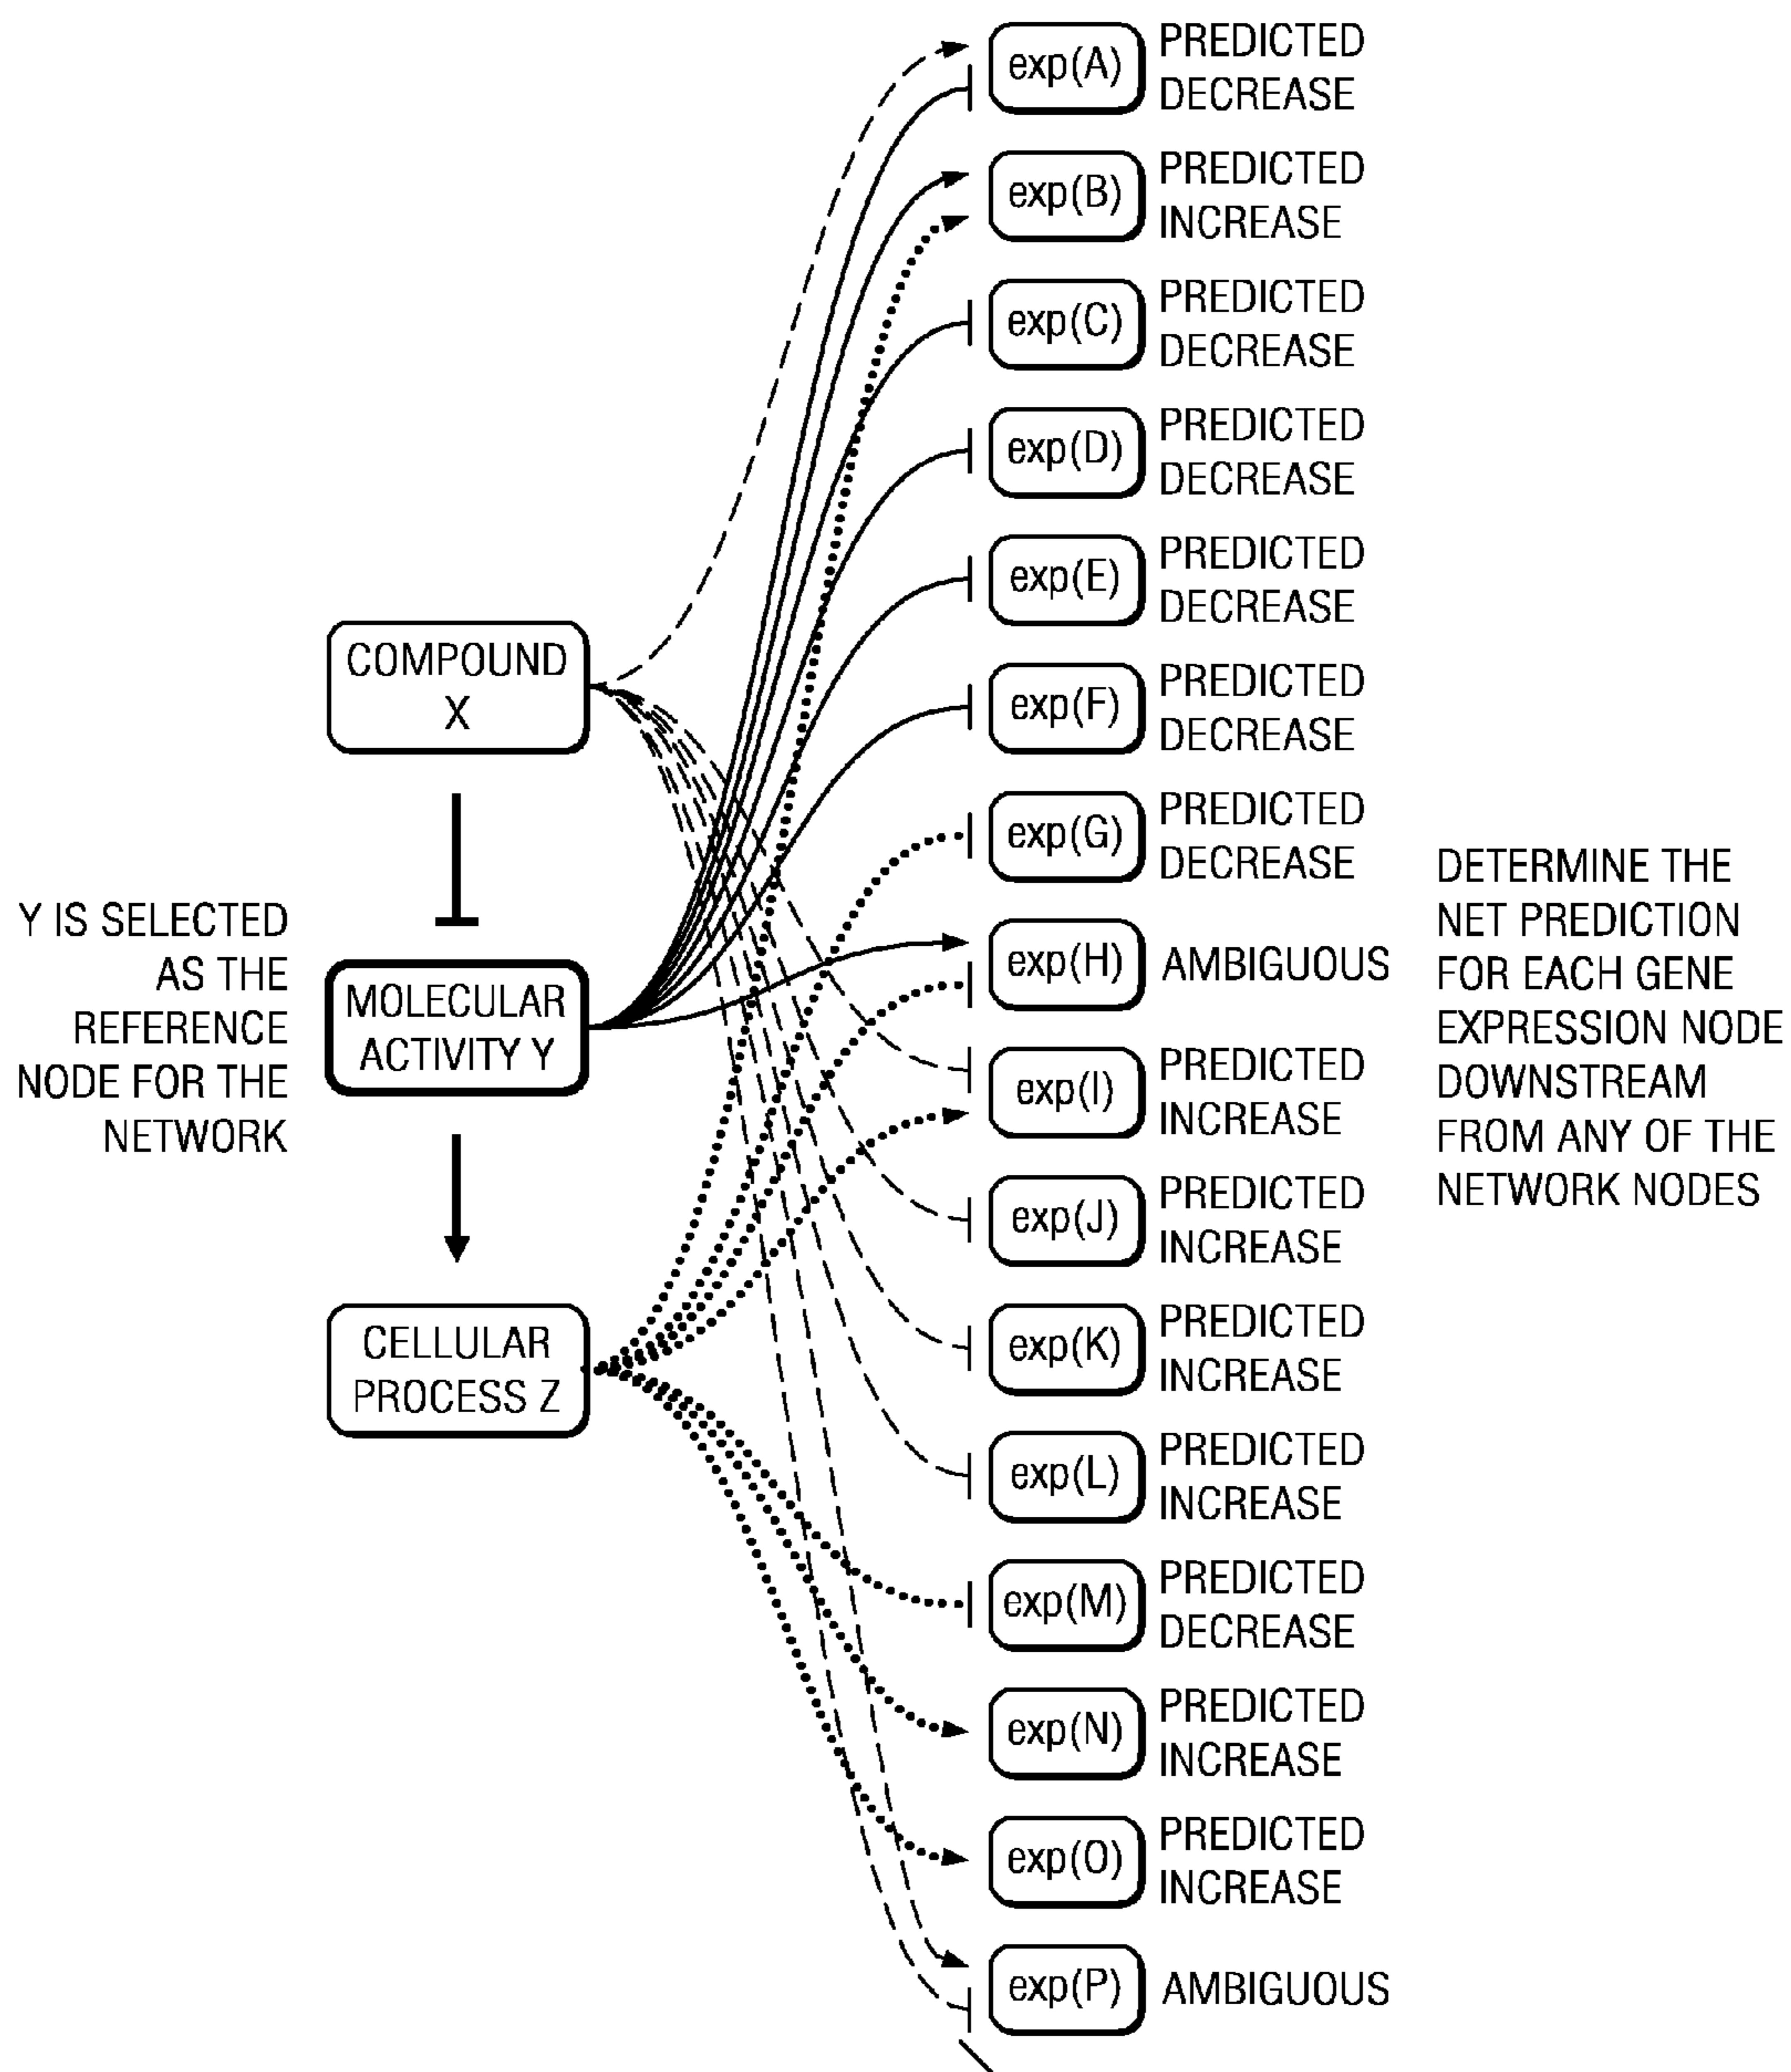 exp(A)
PREDICTED
DECREASE
exp(B)
PREDICTED
INCREASE
exp(C)
PREDICTED
DECREASE
exp(D)
PREDICTED
DECREASE
exp(E)
PREDICTED
DECREASE
COMPOUND
X
exp(F)
PREDICTED
DECREASE
exp(G)
PREDICTED
DECREASE
Y IS SELECTED
AS THE
REFERENCE
NODE FOR THE
NETWORK
MOLECULAR
ACTIVITY Y
exp(H)
AMBIGUOUS
DETERMINE THE
NET PREDICTION
FOR EACH GENE
EXPRESSION NODE
DOWNSTREAM
FROM ANY OF THE
NETWORK NODES
exp(I)
PREDICTED
INCREASE
exp(J)
PREDICTED
INCREASE
CELLULAR
PROCESS Z
exp(K)
PREDICTED
INCREASE
exp(L)
PREDICTED
INCREASE
exp(M)
PREDICTED
DECREASE
exp(N)
PREDICTED
INCREASE
exp(O)
PREDICTED
INCREASE
exp(P)
AMBIGUOUS